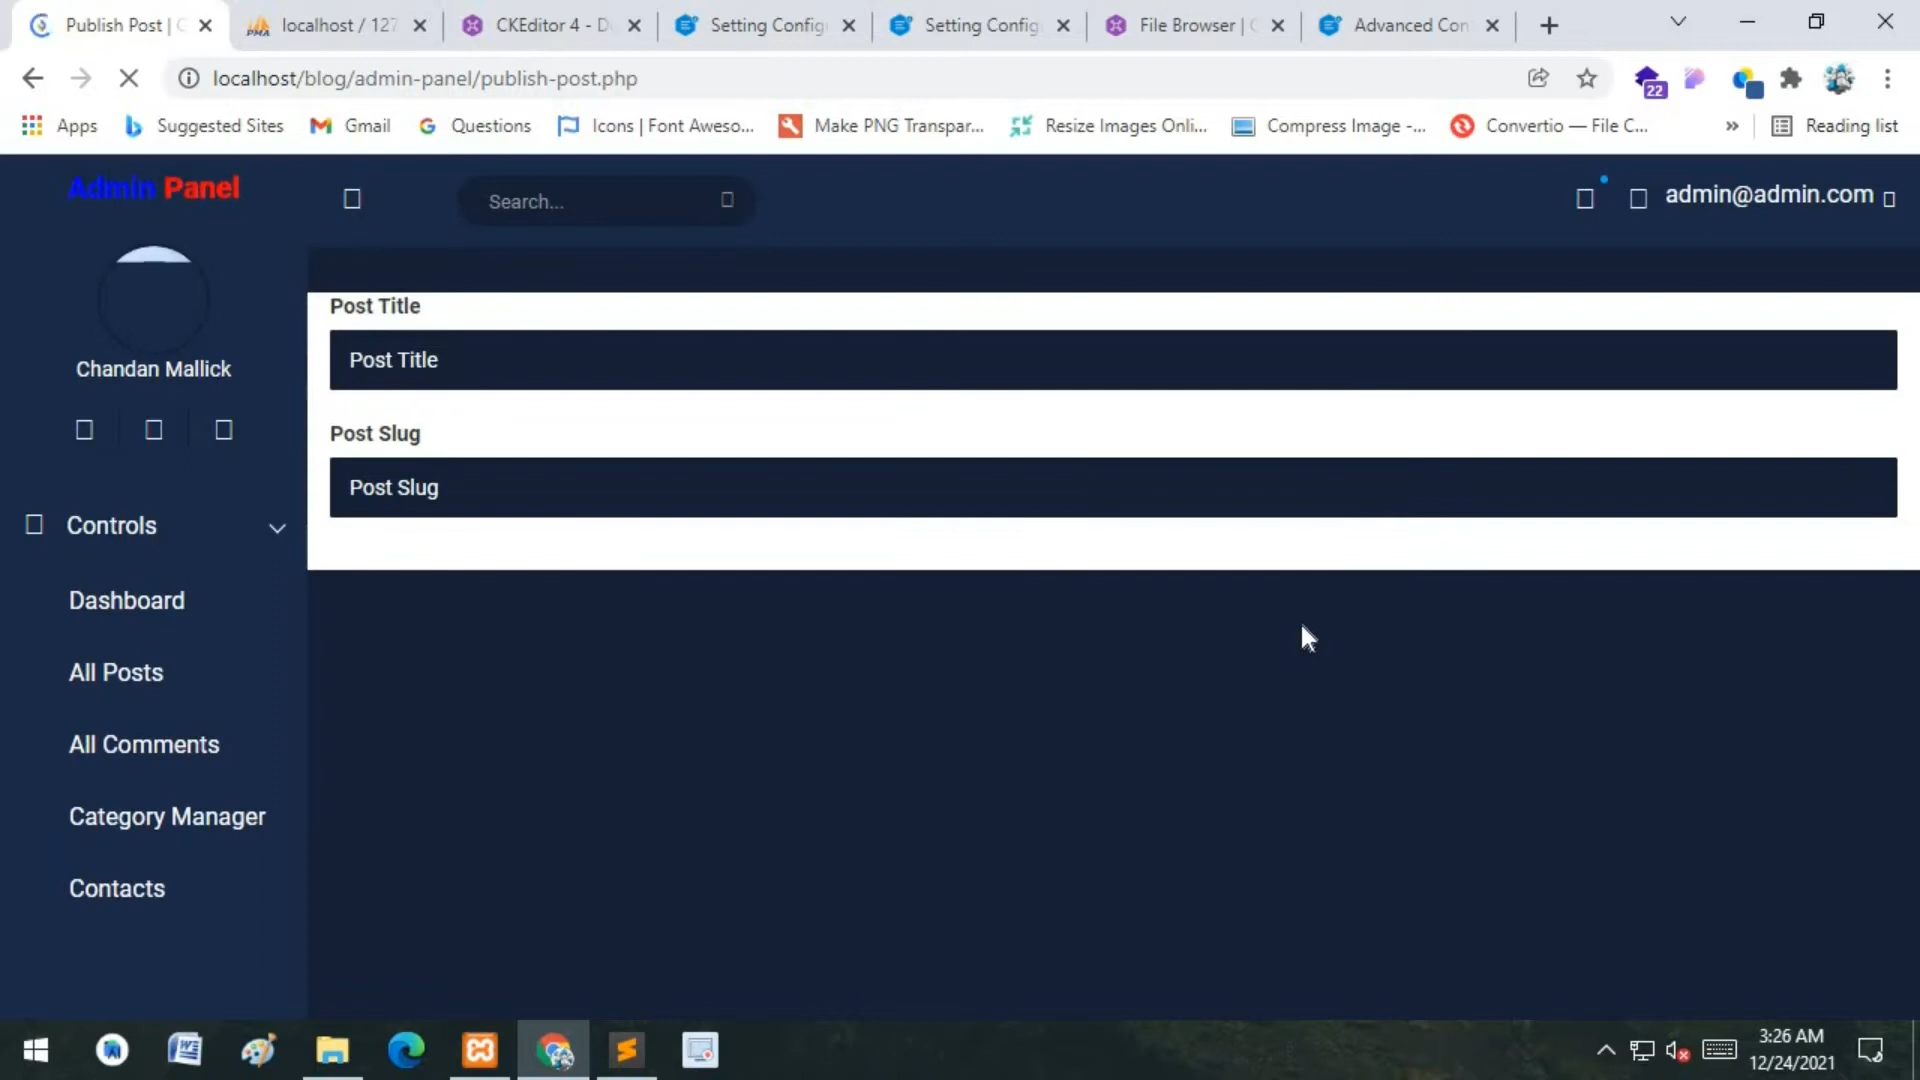 Publish Post | C
localhost / 127
CKEditor 4 - D
Setting Config
Setting Config
File Browser | C
Advanced Con
localhost/blog/admin-panel/publish-post.php
22
Apps
Suggested Sites
Gmail
Questions
Icons | Font Aweso...
Make PNG Transpar...
Resize Images Onli...
Compress Image -...
Convertio — File C...
»
Reading list
Admin Panel
Search...
admin@admin.com
Chandan Mallick
Controls
Dashboard
All Posts
All Comments
Category Manager
Contacts
Post Title
Post Title
Post Slug
Post Slug
3:26 AM
12/24/2021